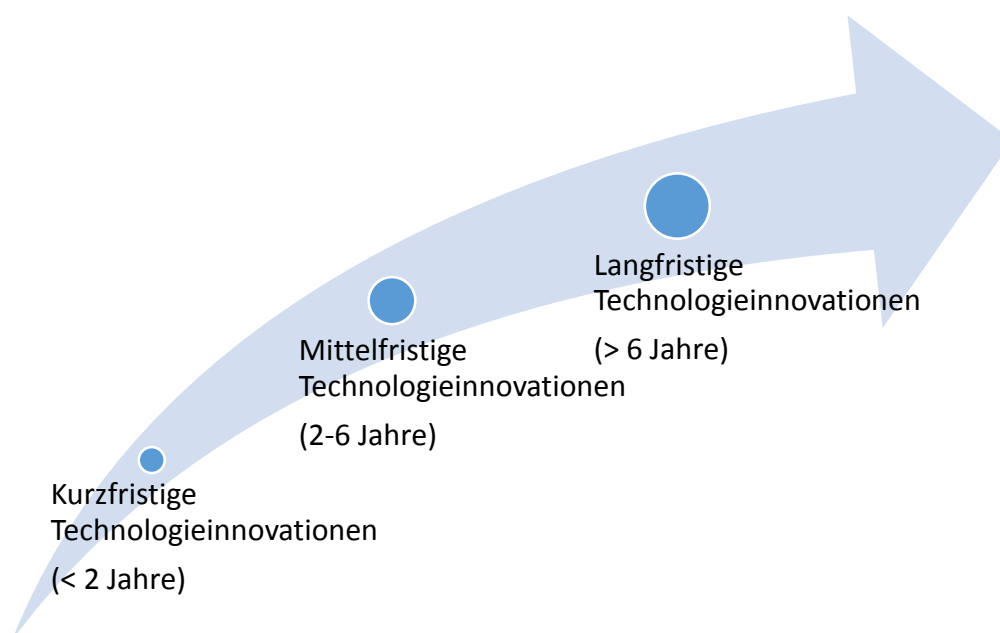 Kurzfristige
Technologieinnovationen
(< 2 Jahre)
Mittelfristige
Technologieinnovationen
(2-6 Jahre)
Langfristige
Technologieinnovationen
(> 6 Jahre)